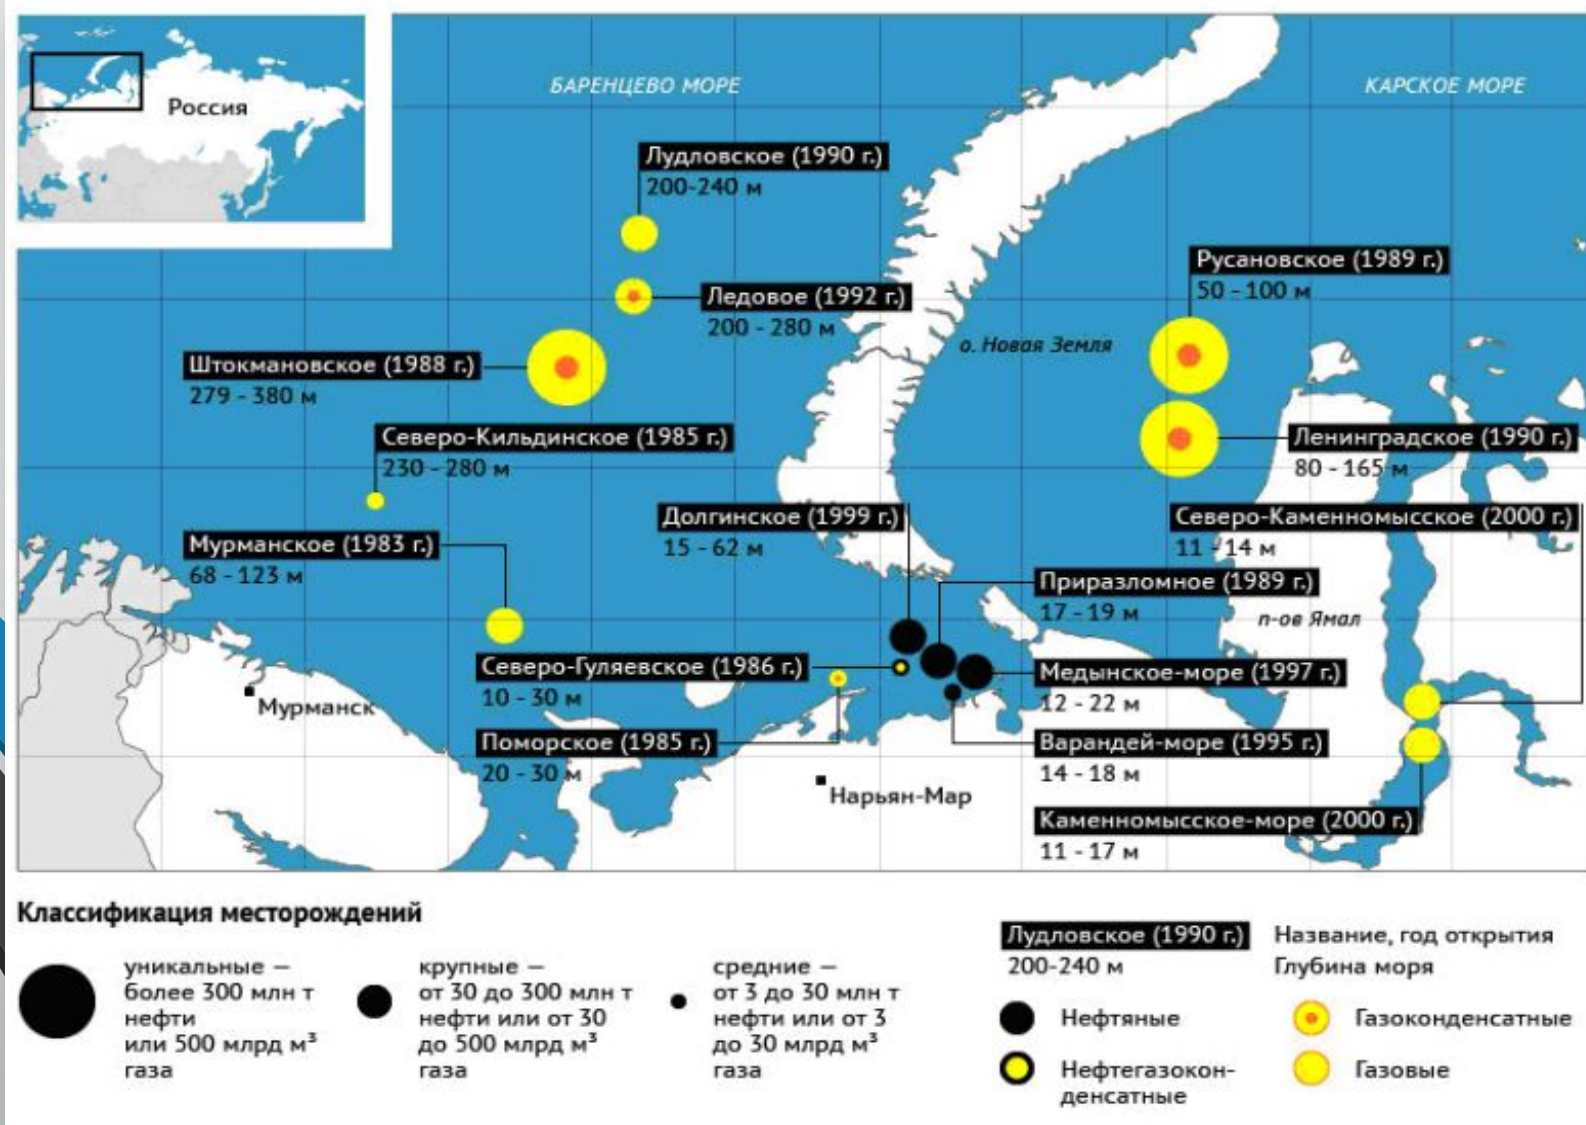 Россия
БАРЕНЦЕВО МОРЕ
КАРСКОЕ МОРЕ
Лудловское (1990 г.)
200-240 м
Русановское (1989 г.)
50 - 100 м
Ледовое (1992 г.)
200 - 280 м
о. Новая Земля
Штокмановское (1988 г.)
279 - 380 м
Северо-Кильдинское (1985 г.)
230 - 280 м
Ленинградское (1990 г.)
80 - 165 м
Долгинское (1999 г.)
15 - 62 м
Северо-Каменномысское (2000 г.)
11 - 14 м
Мурманское (1983 г.)
68 - 123 м
Приразломное (1989 г.)
17 - 19 м
п-ов Ямал
Северо-Гуляевское (1986 г.)
10 - 30 м
Медынское-море (1997 г.)
12 - 22 м
Мурманск
Поморское (1985 г.)
20 - 30 м
Варандей-море (1995 г.)
14 - 18 м
Нарьян-Мар
Каменномысское-море (2000 г.)
11 - 17 м
Классификация месторождений
уникальные —
более 300 млн т
нефти
или 500 млрд м³
газа
крупные —
от 30 до 300 млн т
нефти или от 30
до 500 млрд м³
газа
средние —
от 3 до 30 млн т
нефти или от 3
до 30 млрд м³
газа
Лудловское (1990 г.)
200-240 м
Название, год открытия
Глубина моря
Нефтяные
Газоконденсатные
Нефтегазокон-
денсатные
Газовые